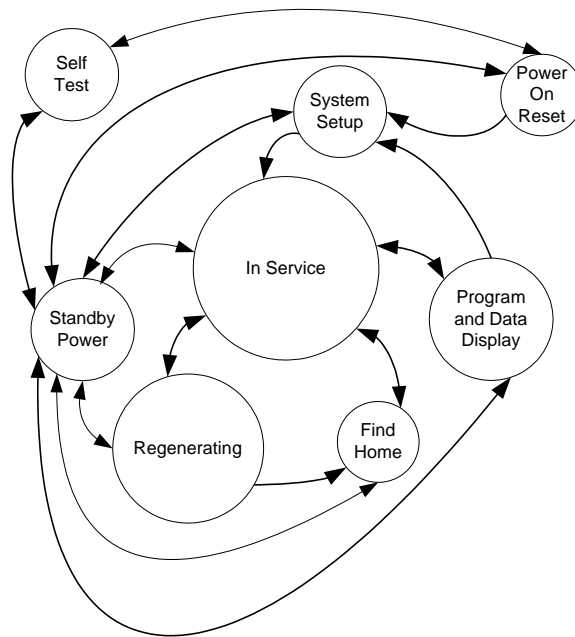 Self
Test
Power
On
Reset
System
Setup
In Service
Standby
Power
Program
and Data
Display
Regenerating
Find
Home